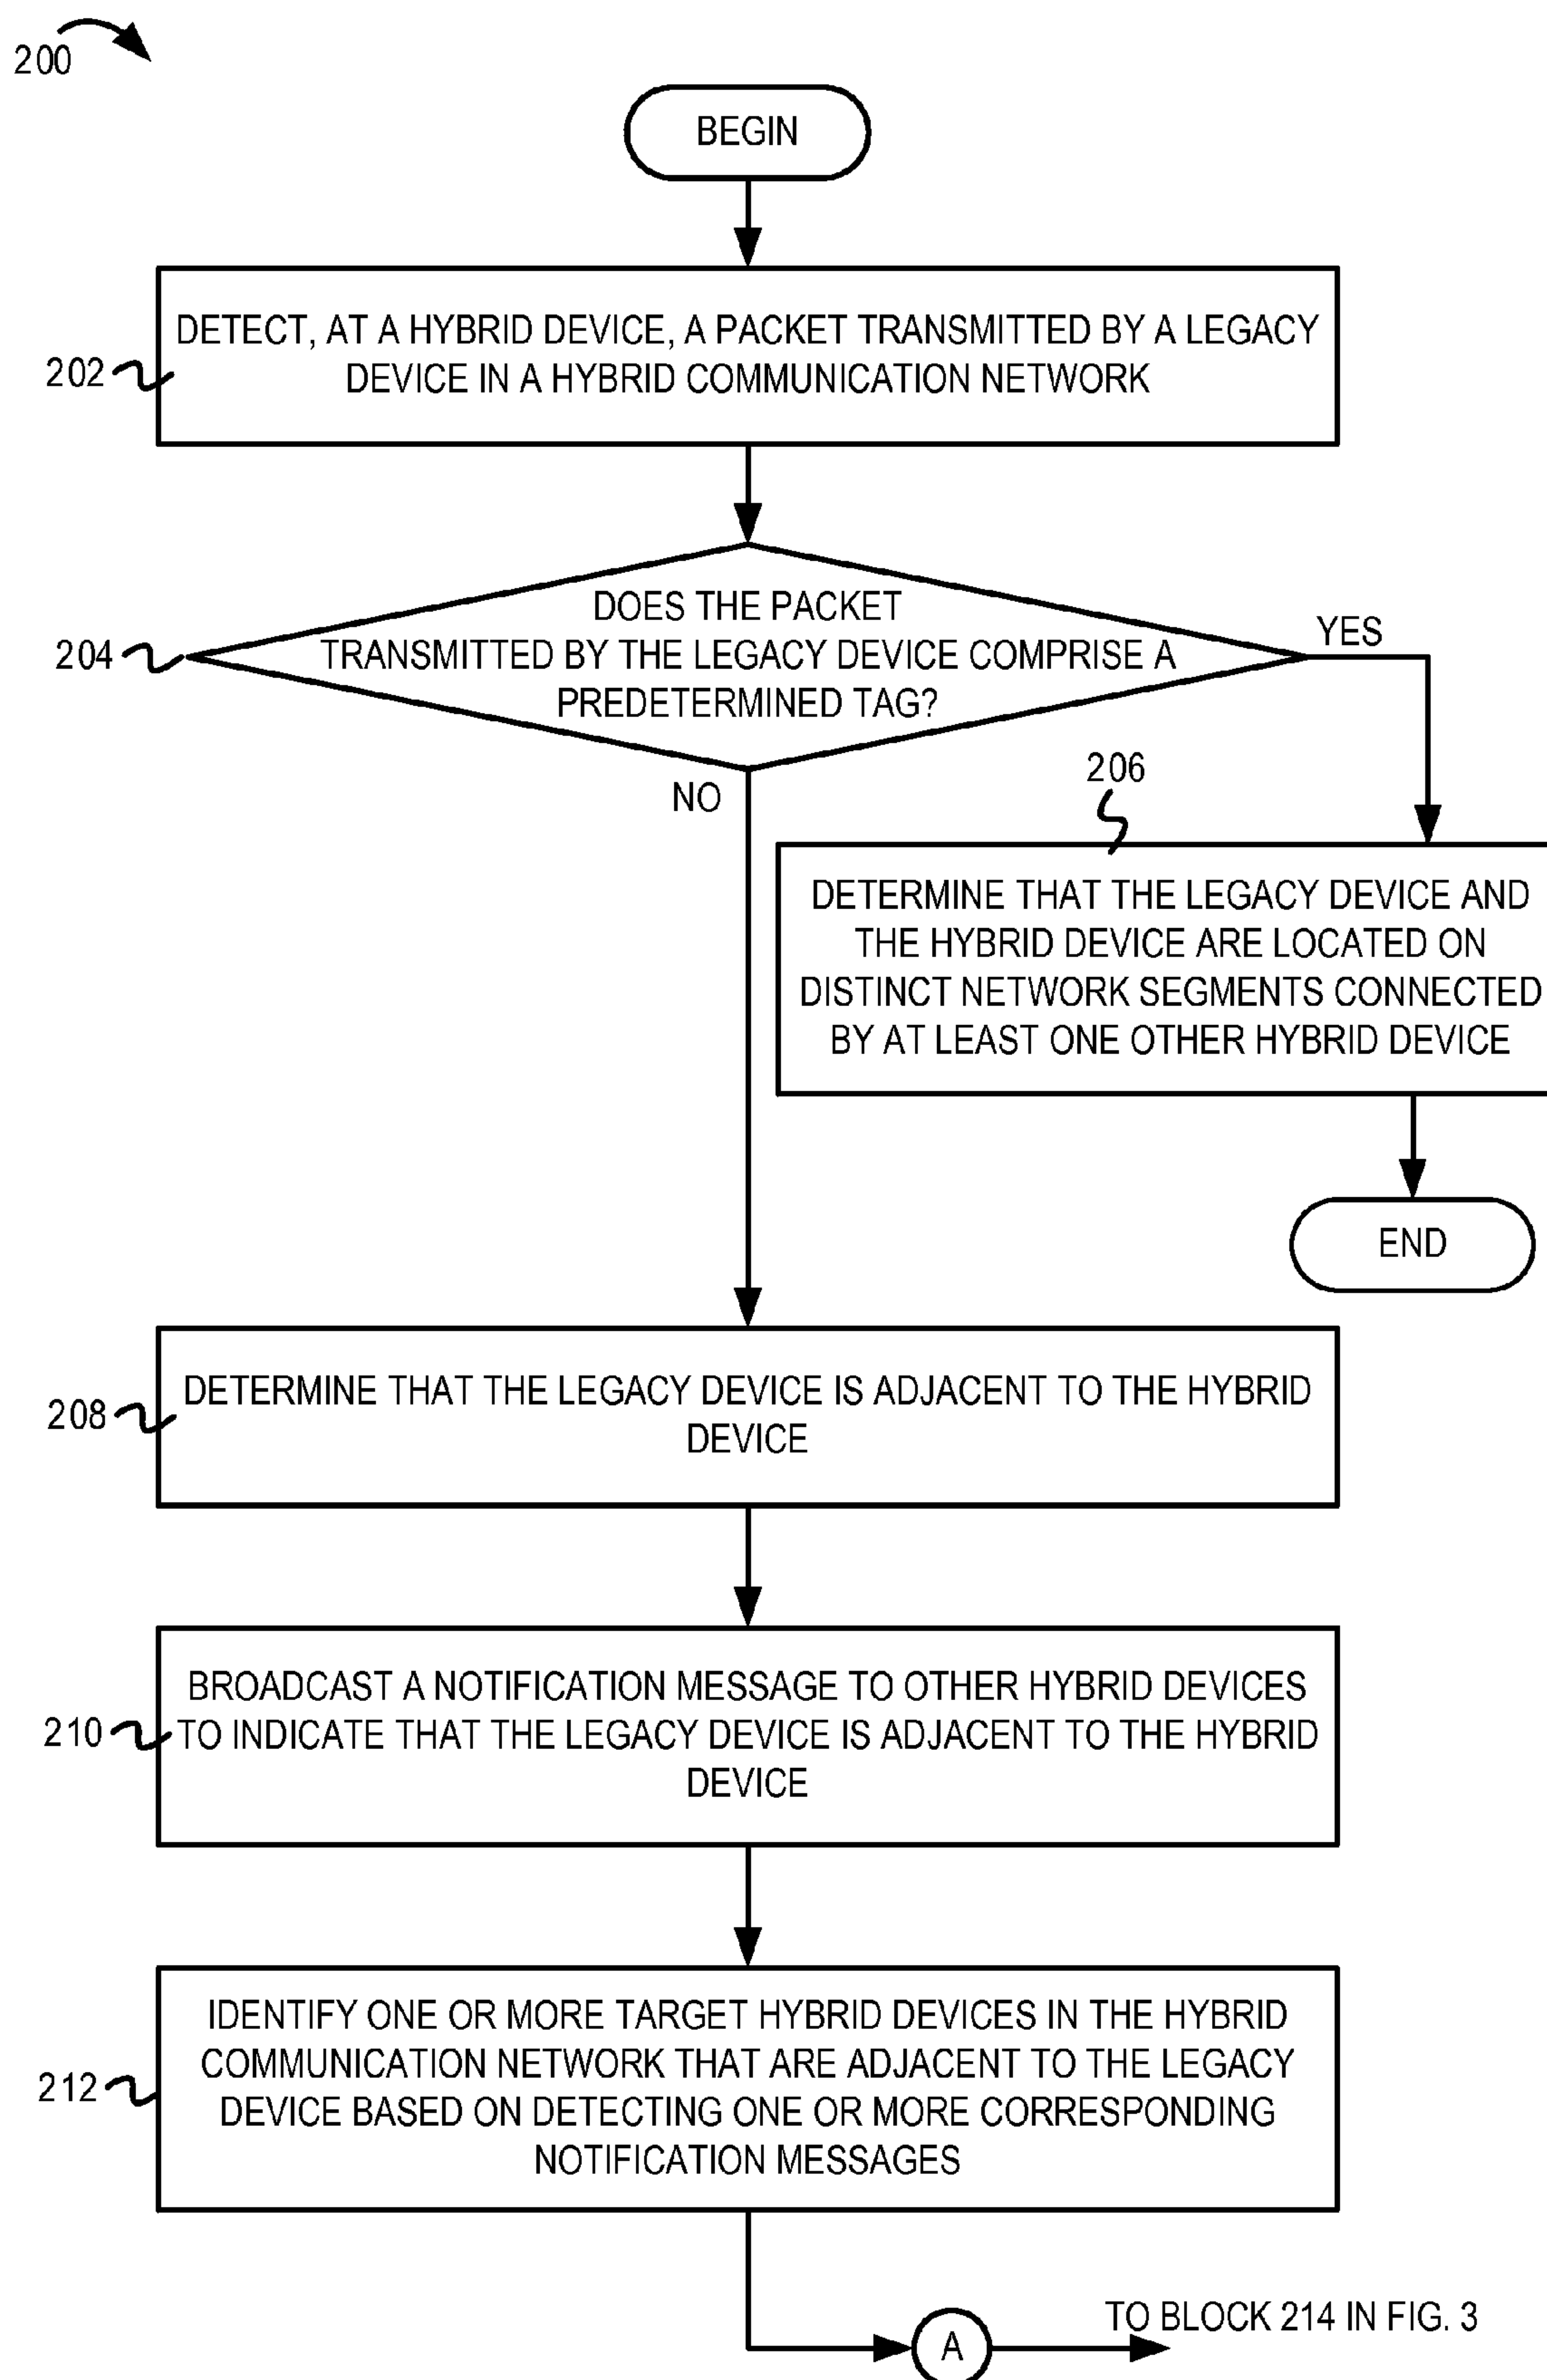 200
BEGIN
DETECT, AT A HYBRID DEVICE, A PACKET TRANSMITTED BY A LEGACY
DEVICE IN A HYBRID COMMUNICATION NETWORK
202
DOES THE PACKET
TRANSMITTED BY THE LEGACY DEVICE COMPRISE A
PREDETERMINED TAG?
204
YES
NO
206
DETERMINE THAT THE LEGACY DEVICE AND
THE HYBRID DEVICE ARE LOCATED ON
DISTINCT NETWORK SEGMENTS CONNECTED
BY AT LEAST ONE OTHER HYBRID DEVICE
END
DETERMINE THAT THE LEGACY DEVICE IS ADJACENT TO THE HYBRID
DEVICE
208
BROADCAST A NOTIFICATION MESSAGE TO OTHER HYBRID DEVICES
TO INDICATE THAT THE LEGACY DEVICE IS ADJACENT TO THE HYBRID
DEVICE
210
IDENTIFY ONE OR MORE TARGET HYBRID DEVICES IN THE HYBRID
COMMUNICATION NETWORK THAT ARE ADJACENT TO THE LEGACY
DEVICE BASED ON DETECTING ONE OR MORE CORRESPONDING
NOTIFICATION MESSAGES
212
A
TO BLOCK 214 IN FIG. 3